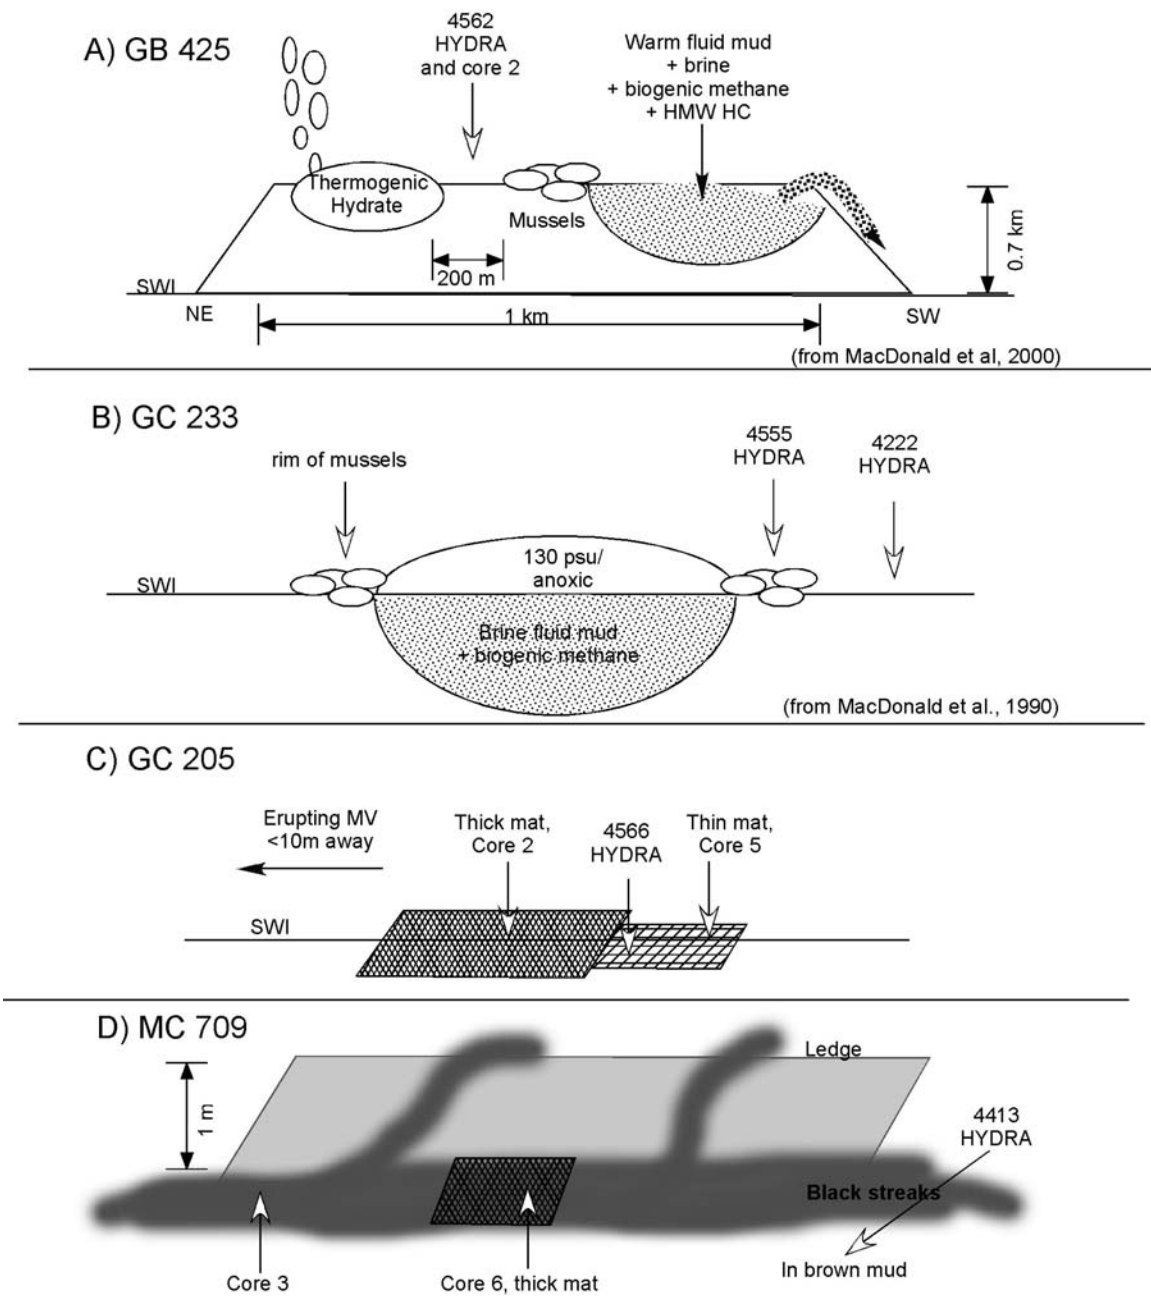 A) GB 425
4562
HYDRA
and core 2
Warm fluid mud
+ brine
+ biogenic methane
+ HMW HC
Thermogenic
Hydrate
Mussels
200 m
0.7 km
SWI
NE
1 km
SW
(from MacDonald et al, 2000)
B) GC 233
rim of mussels
4555
HYDRA
4222
HYDRA
130 psu/
anoxic
SWI
Brine fluid mud
+ biogenic methane
(from MacDonald et al., 1990)
C) GC 205
Erupting MV
<10m away
Thick mat,
Core 2
4566
HYDRA
Thin mat,
Core 5
SWI
D) MC 709
Ledge
1 m
4413
HYDRA
Black streaks
In brown mud
Core 3
Core 6, thick mat